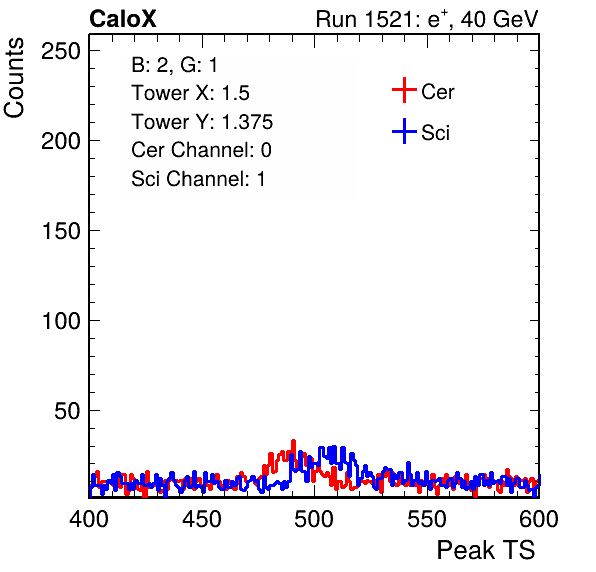 CaloX Run 1521: e⁺, 40 GeV
Counts
250
200
150
100
50
B: 2, G: 1
Tower X: 1.5
Tower Y: 1.375
Cer Channel: 0
Sci Channel: 1
Cer
Sci
400 450 500 550 600
Peak TS